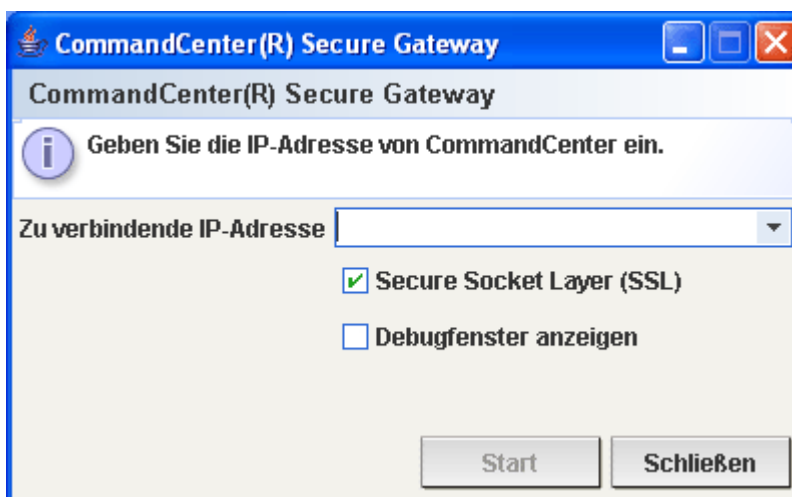 CommandCenter(R) Secure Gateway
CommandCenter(R) Secure Gateway
Geben Sie die IP-Adresse von CommandCenter ein.
Zu verbindende IP-Adresse
Secure Socket Layer (SSL)
Debugfenster anzeigen
Start Schließen